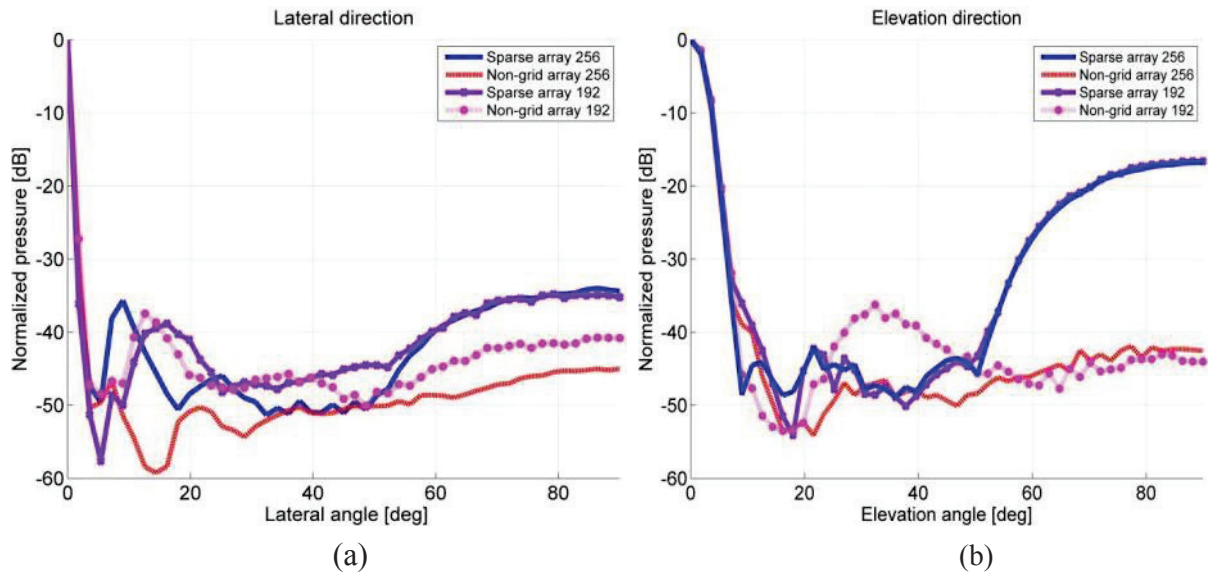 Lateral direction
0
-10
-20
-30
-40
-50
-60
Normalized pressure [dB]
Sparse array 256
Non-grid array 256
Sparse array 192
Non-grid array 192
0 20 40 60 80
Lateral angle [deg]
(a)
Elevation direction
0
-10
-20
-30
-40
-50
-60
Normalized pressure [dB]
Sparse array 256
Non-grid array 256
Sparse array 192
Non-grid array 192
0 20 40 60 80
Elevation angle [deg]
(b)